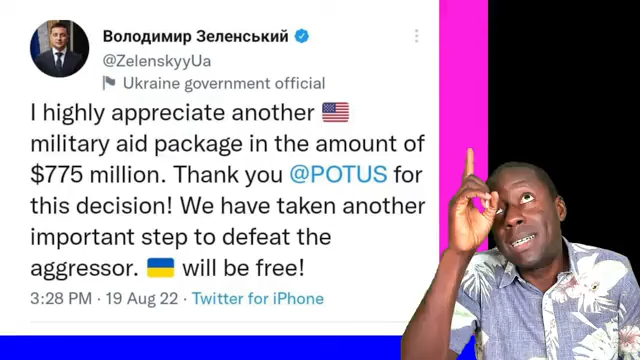 Володимир Зеленський
@ZelenskyyUa
Ukraine government official
I highly appreciate another 🇺🇸
military aid package in the amount of
$775 million. Thank you @POTUS for
this decision! We have taken another
important step to defeat the
aggressor. 🇺🇦 will be free!
3:28 PM · 19 Aug 22 · Twitter for iPhone